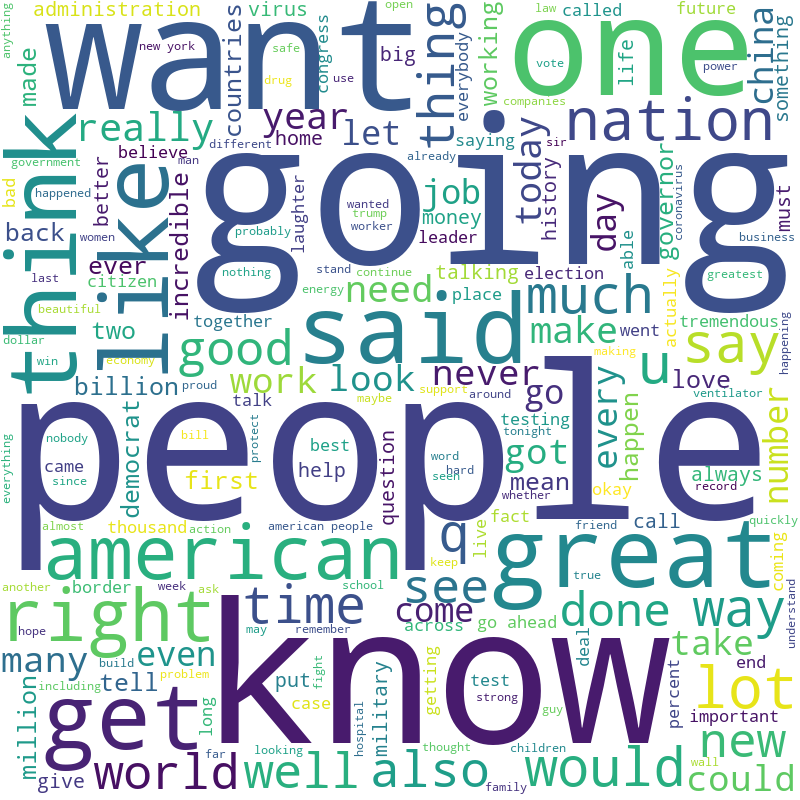 anything
administration
virus
want
open
law
called
future
one
made
new york
safe
drug
use
big
congress
countries
thing
everybody
working
life
vote
power
china
something
companies
year
really
home
let
different
nation
saying
already
sir
believe
man
government
think
like
going
better
bad
happened
back
women
incredible
laughter
wanted
trump
worker
job
money
leader
today
history
day
able
governor
coronavirus
must
business
probably
ever
citizen
last
nothing
stand
continue
energy
talking
election
greatest
actually
beautiful
need
place
much
dollar
two
together
said
make
went
tremendous
happening
good
win
economy
making
say
u
billion
proud
work
look
never
go
love
ventilator
talk
maybe
support
around
every
people
democrat
nobody
bill
protect
best
word
testing
tonight
got
happen
number
everything
came
since
help
question
seen
hard
whether
mean
always
record
first
okay
almost
thousand
action
american people
live
fact
friend
call
quickly
american
q
great
keep
true
coming
understand
another
border
week
ask
school
see
right
time
come
done
way
hope
may
remember
across
go ahead
know
many
build
even
fight
deal
take
tell
problem
put
test
getting
lot
end
including
million
get
long
case
strong
guy
percent
important
military
hospital
new
far
looking
thought
children
wall
give
world
well
also
family
would
could